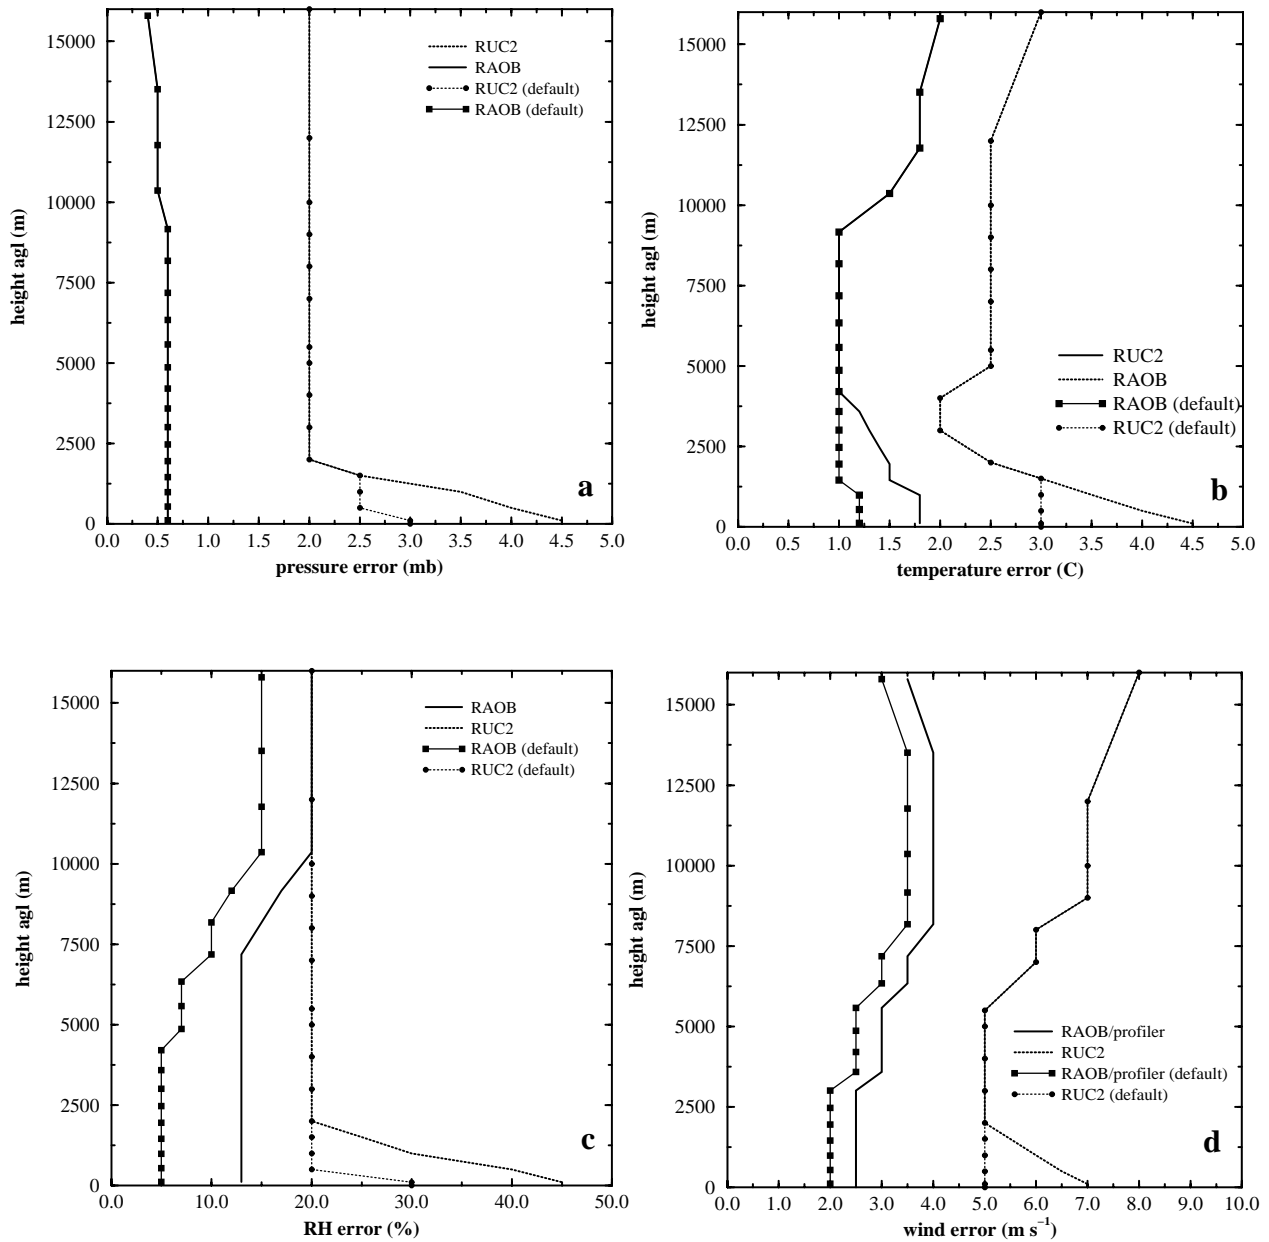 15000
12500
10000
7500
5000
2500
0
height agl (m)
RUC2
RAOB
RUC2 (default)
RAOB (default)
a
0.0 0.5 1.0 1.5 2.0 2.5 3.0 3.5 4.0 4.5 5.0
pressure error (mb)
15000
12500
10000
7500
5000
2500
0
height agl (m)
RUC2
RAOB
RAOB (default)
RUC2 (default)
b
0.0 0.5 1.0 1.5 2.0 2.5 3.0 3.5 4.0 4.5 5.0
temperature error (C)
15000
12500
10000
7500
5000
2500
0
height agl (m)
RAOB
RUC2
RAOB (default)
RUC2 (default)
c
0.0 10.0 20.0 30.0 40.0 50.0
RH error (%)
15000
12500
10000
7500
5000
2500
0
height agl (m)
RAOB/profiler
RUC2
RAOB/profiler (default)
RUC2 (default)
d
0.0 1.0 2.0 3.0 4.0 5.0 6.0 7.0 8.0 9.0 10.0
wind error (m s⁻¹)